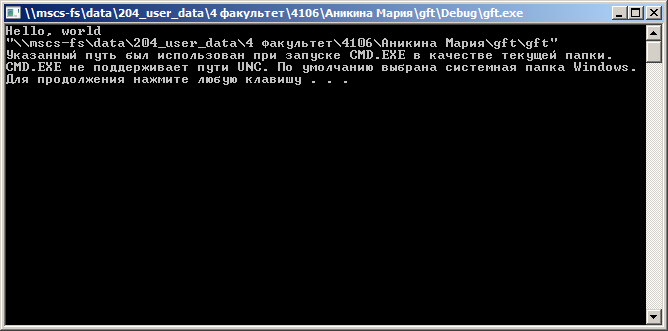 \\mscs-fs\data\204_user_data\4 факультет\4106\Аникина Мария\gft\Debug\gft.exe
Hello, world
"\\mscs-fs\data\204_user_data\4 факультет\4106\Аникина Мария\gft\gft"
Указанный путь был использован при запуске CMD.EXE в качестве текущей папки.
CMD.EXE не поддерживает пути UNC. По умолчанию выбрана системная папка Windows.
Для продолжения нажмите любую клавишу . . .